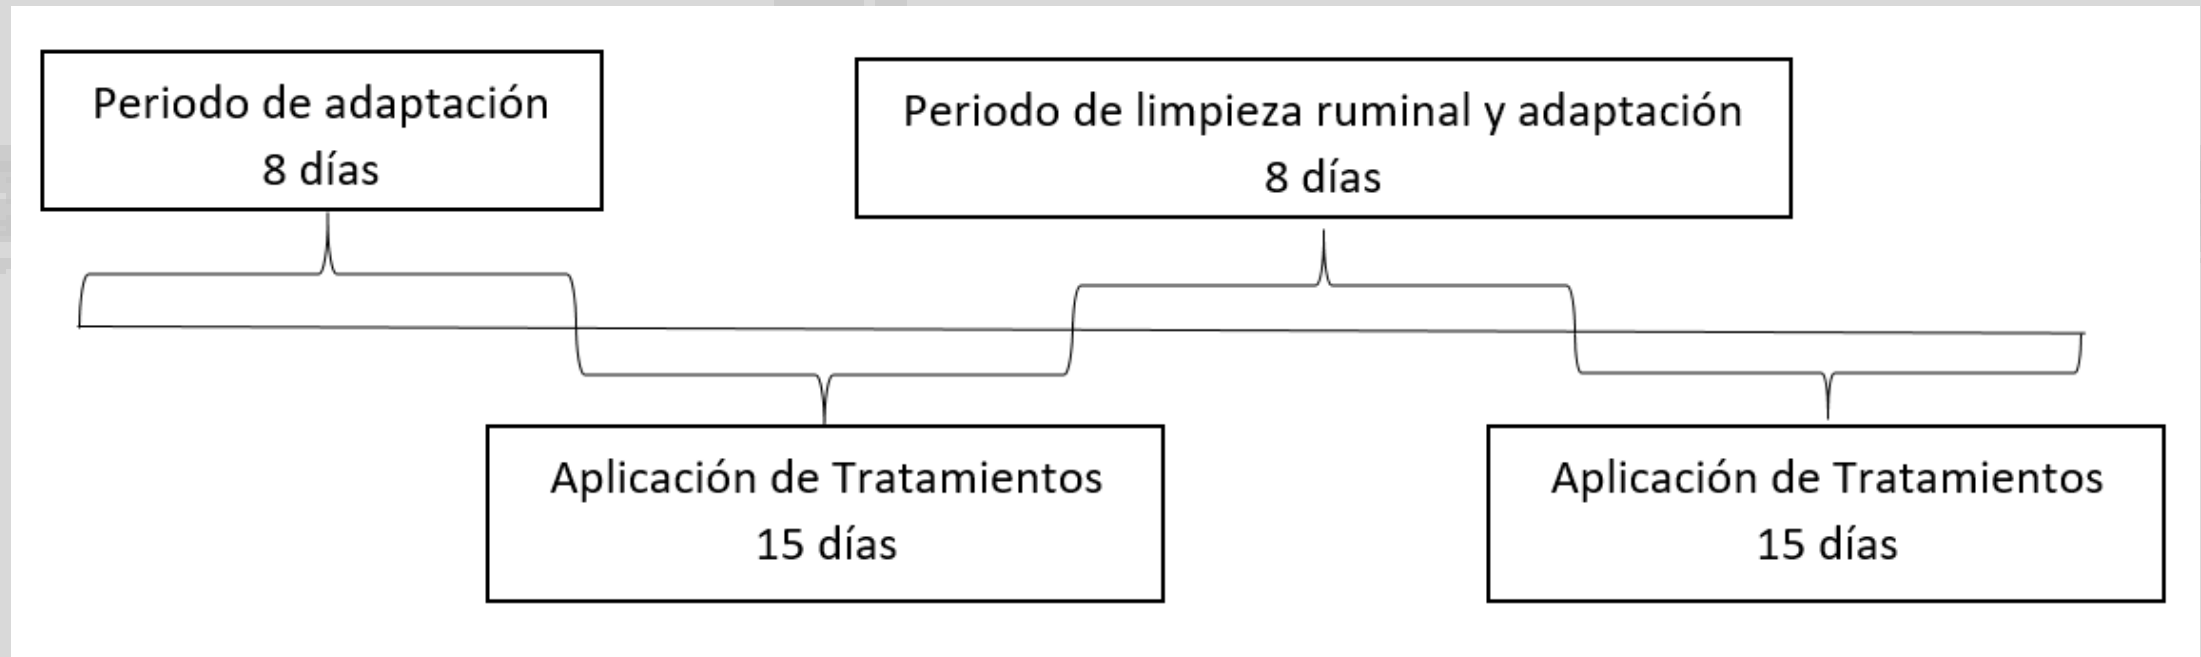 Periodo de adaptación
8 días
Periodo de limpieza ruminal y adaptación
8 días
Aplicación de Tratamientos
15 días
Aplicación de Tratamientos
15 días